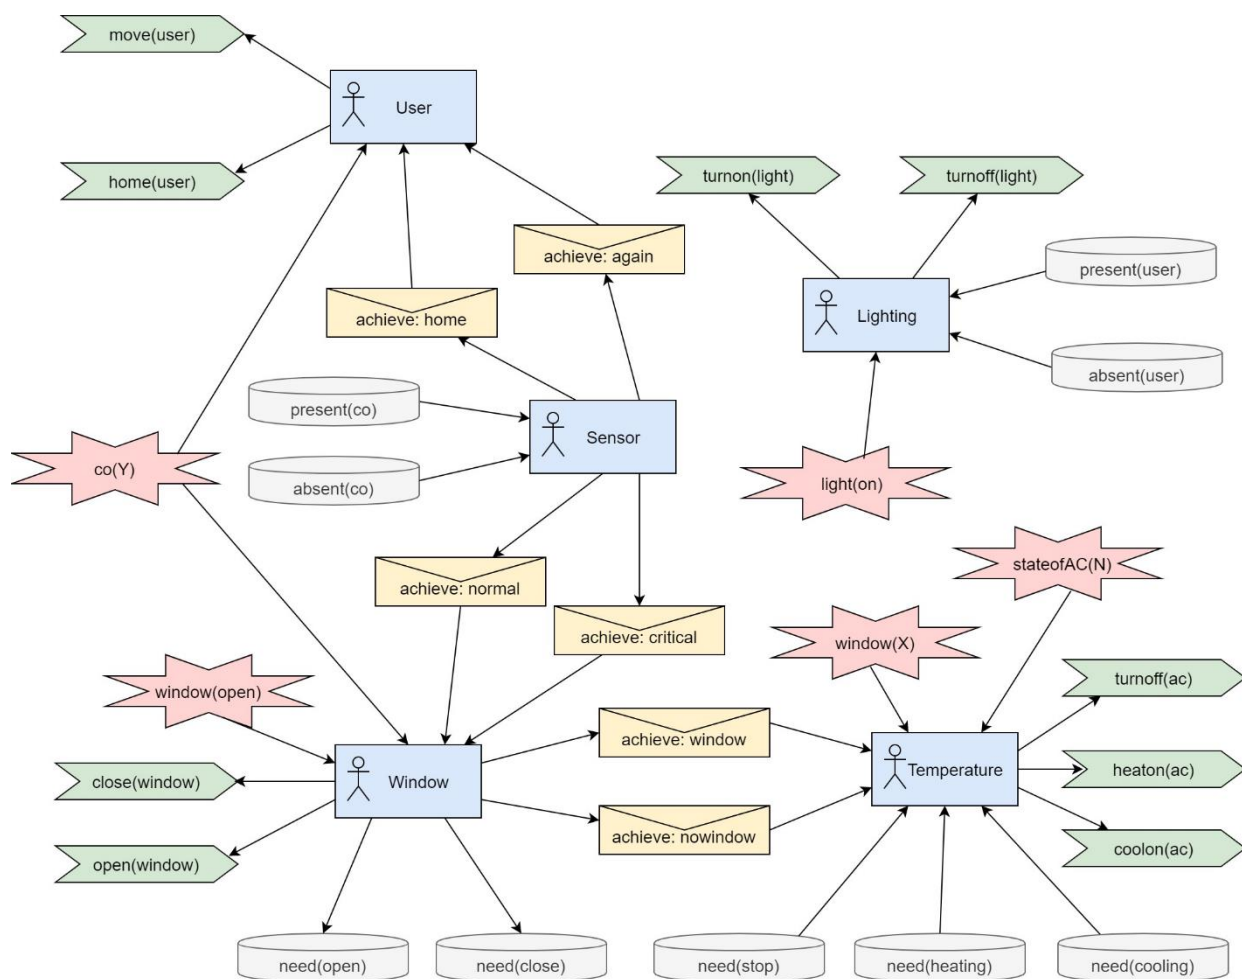 move(user)
User
home(user)
turnon(light)
turnoff(light)
achieve: again
present(user)
achieve: home
Lighting
absent(user)
present(co)
Sensor
co(Y)
absent(co)
light(on)
stateofAC(N)
achieve: normal
achieve: critical
window(X)
turnoff(ac)
window(open)
achieve: window
close(window)
Window
Temperature
heaton(ac)
achieve: nowindow
coolon(ac)
open(window)
need(open)
need(close)
need(stop)
need(heating)
need(cooling)